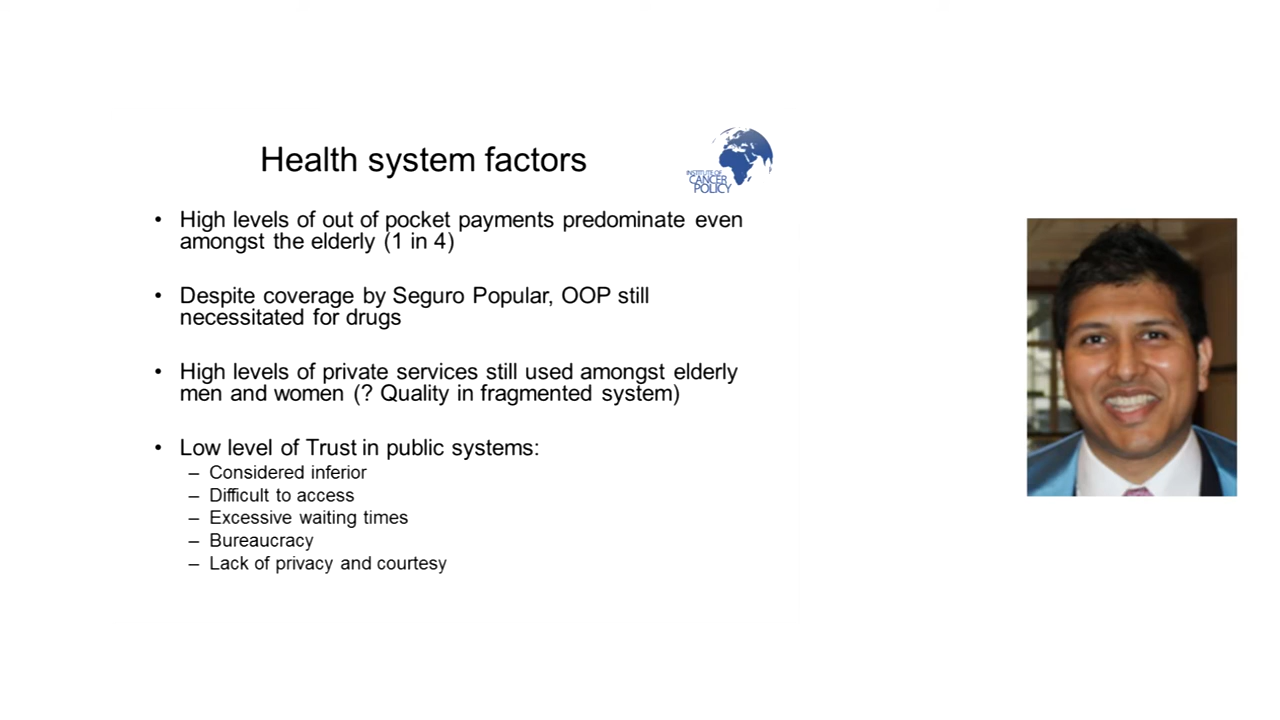 Health system factors
INSTITUTE OF
CANCER
POLICY
• High levels of out of pocket payments predominate even
amongst the elderly (1 in 4)
• Despite coverage by Seguro Popular, OOP still
necessitated for drugs
• High levels of private services still used amongst elderly
men and women (? Quality in fragmented system)
• Low level of Trust in public systems:
– Considered inferior
– Difficult to access
– Excessive waiting times
– Bureaucracy
– Lack of privacy and courtesy